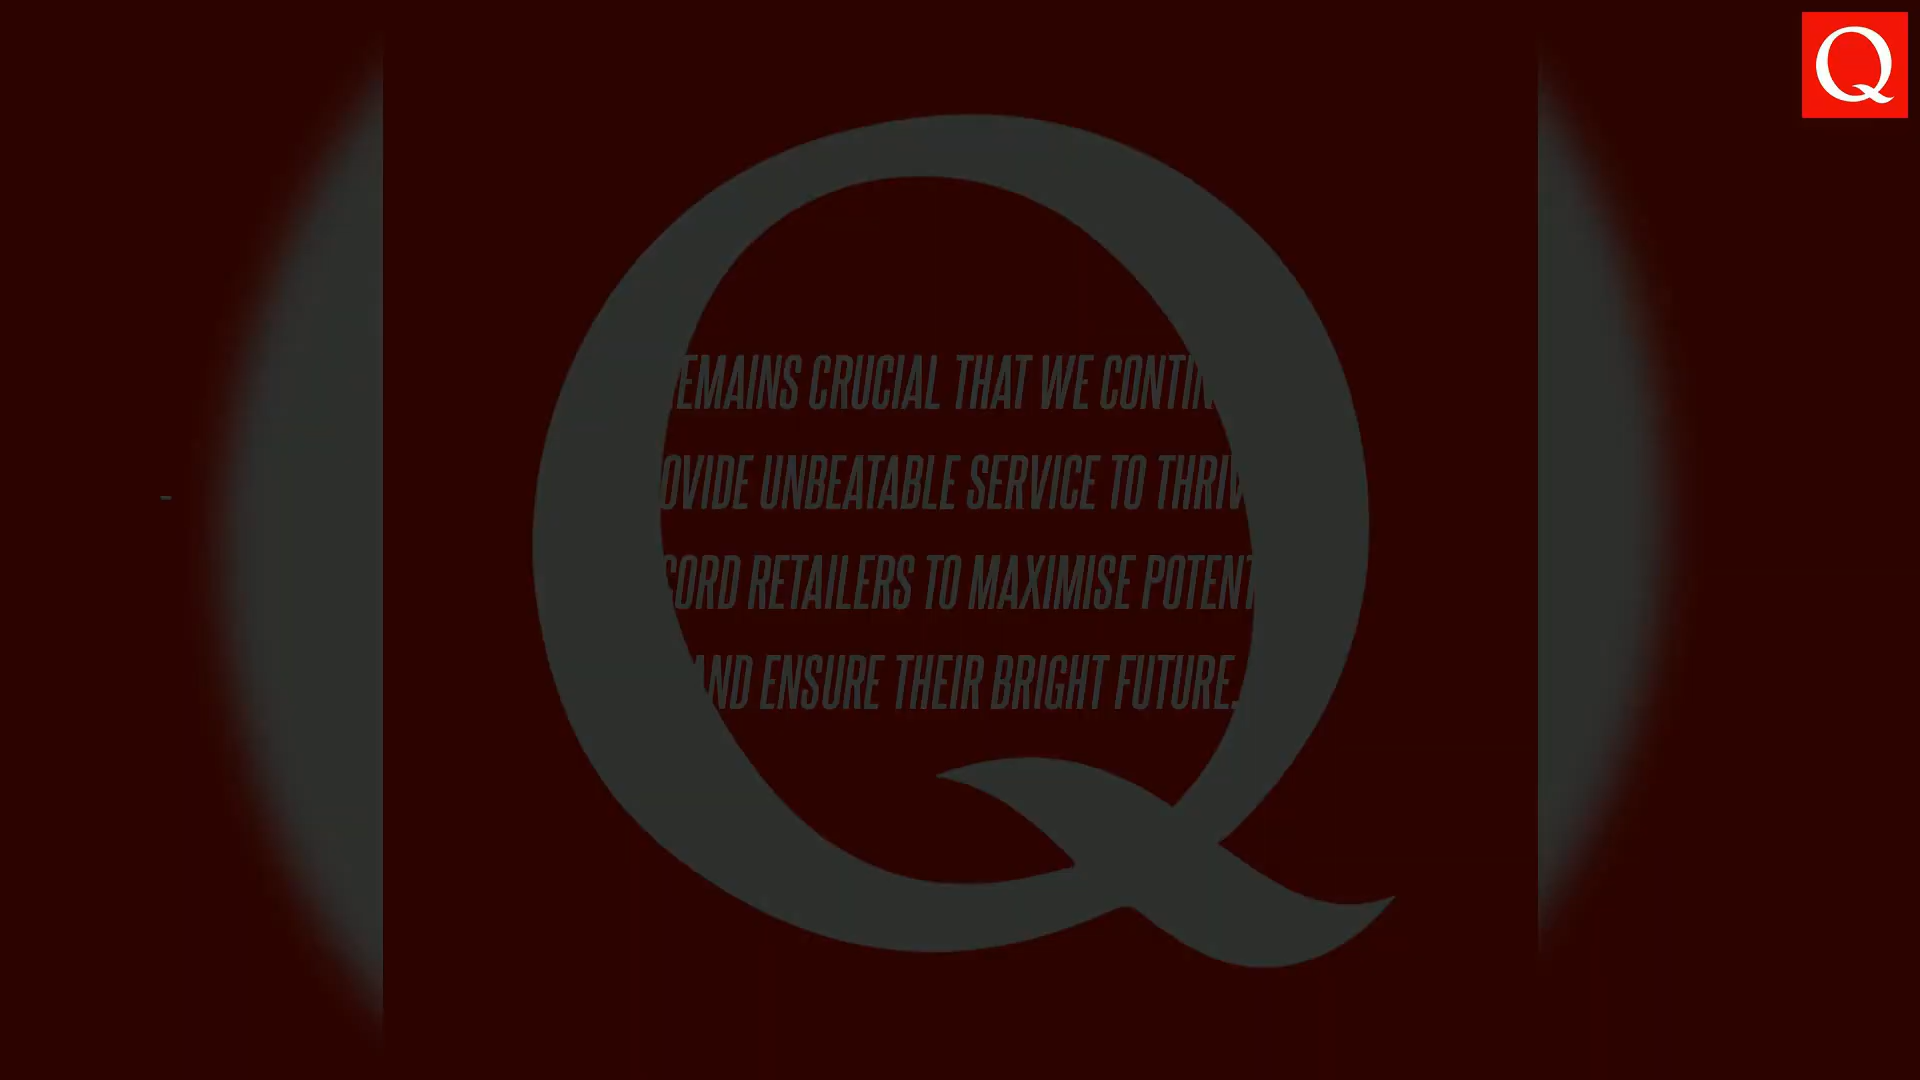 Q
EMAINS CRUCIAL THAT WE CONTIN
OVIDE UNBEATABLE SERVICE TO THRIV
CORD RETAILERS TO MAXIMISE POTENT
AND ENSURE THEIR BRIGHT FUTURE.
Q